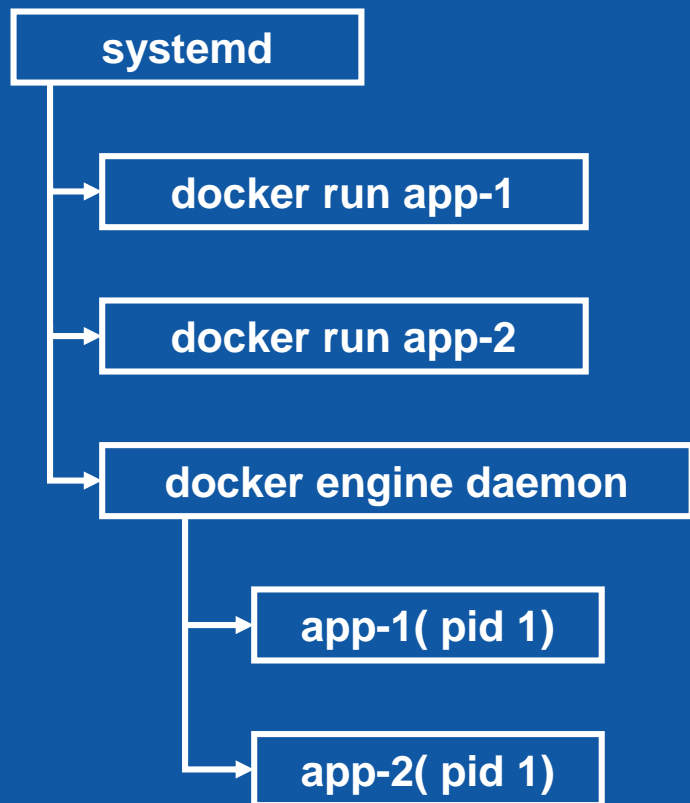 systemd
docker run app-1
docker run app-2
docker engine daemon
app-1( pid 1)
app-2( pid 1)